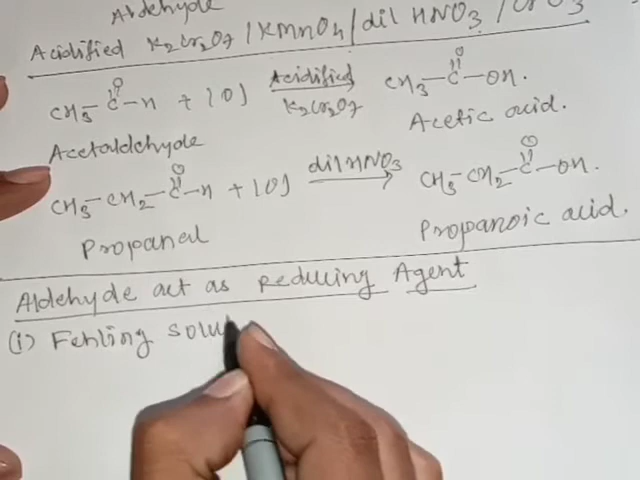 Aldehyde
Acidified K2Cr2O7 / KMnO4 / dil HNO3 / CrO3
O
CH3-C-H + [O] Acidified K2Cr2O7 CH3-C-OH.
Acetaldehyde Acetic acid.
O
CH3-CH2-C-H + [O] dil HNO3 CH3-CH2-C-OH.
Propanal Propanoic acid.
Aldehyde act as Reducing Agent
(i) Fehling solu